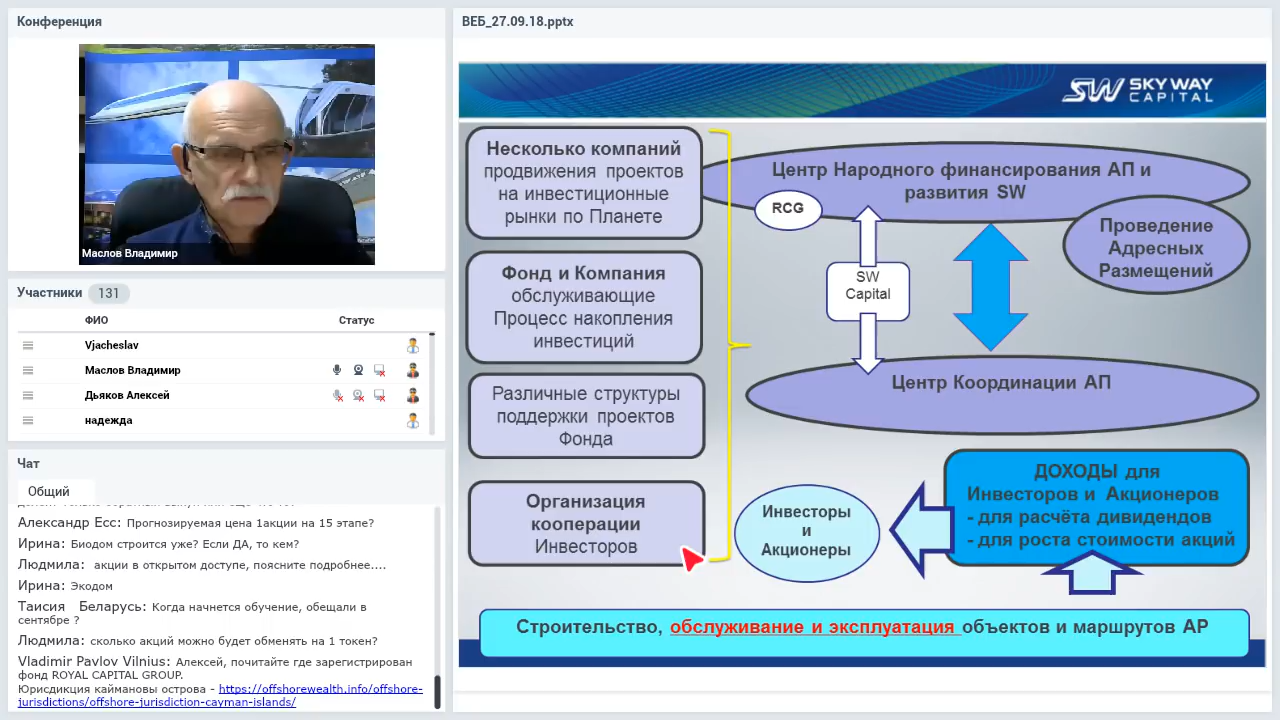 Конференция
Маслов Владимир
Участники 131
ФИО Статус
Vjacheslav
Маслов Владимир
Дьяков Алексей
надежда
Чат
Общий
Александр Есс: Прогнозируемая цена 1акции на 15 этапе?
Ирина: Биодом строится уже? Если ДА, то кем?
Людмила: акции в открытом доступе, поясните подробнее....
Ирина: Экодом
Таисия Беларусь: Когда начнется обучение, обещали в
сентябре ?
Людмила: сколько акций можно будет обменять на 1 токен?
Vladimir Pavlov Vilnius: Алексей, почитайте где зарегистрирован
фонд ROYAL CAPITAL GROUP.
Юрисдикция каймановы острова - https://offshorewealth.info/offshore-
jurisdictions/offshore-jurisdiction-cayman-islands/
ВЕБ_27.09.18.pptx
SW SKY WAY
CAPITAL
Несколько компаний
продвижения проектов
на инвестиционные
рынки по Планете
Фонд и Компания
обслуживающие
Процесс накопления
инвестиций
Различные структуры
поддержки проектов
Фонда
Организация
кооперации
Инвесторов
Центр Народного финансирования АП и
развития SW
RCG
Проведение
Адресных
Размещений
SW
Capital
Центр Координации АП
Инвесторы
и
Акционеры
ДОХОДЫ для
Инвесторов и Акционеров
- для расчёта дивидендов
- для роста стоимости акций
Строительство, обслуживание и эксплуатация объектов и маршрутов АР